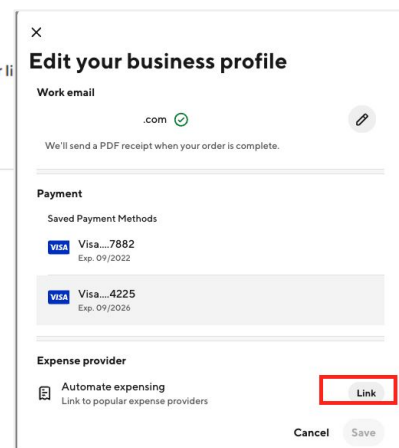 Edit your business profile
Work email
.com
We'll send a PDF receipt when your order is complete.
Payment
Saved Payment Methods
VISA Visa....7882
Exp. 09/2022
VISA Visa....4225
Exp. 09/2026
Expense provider
Automate expensing
Link to popular expense providers
Link
Cancel Save